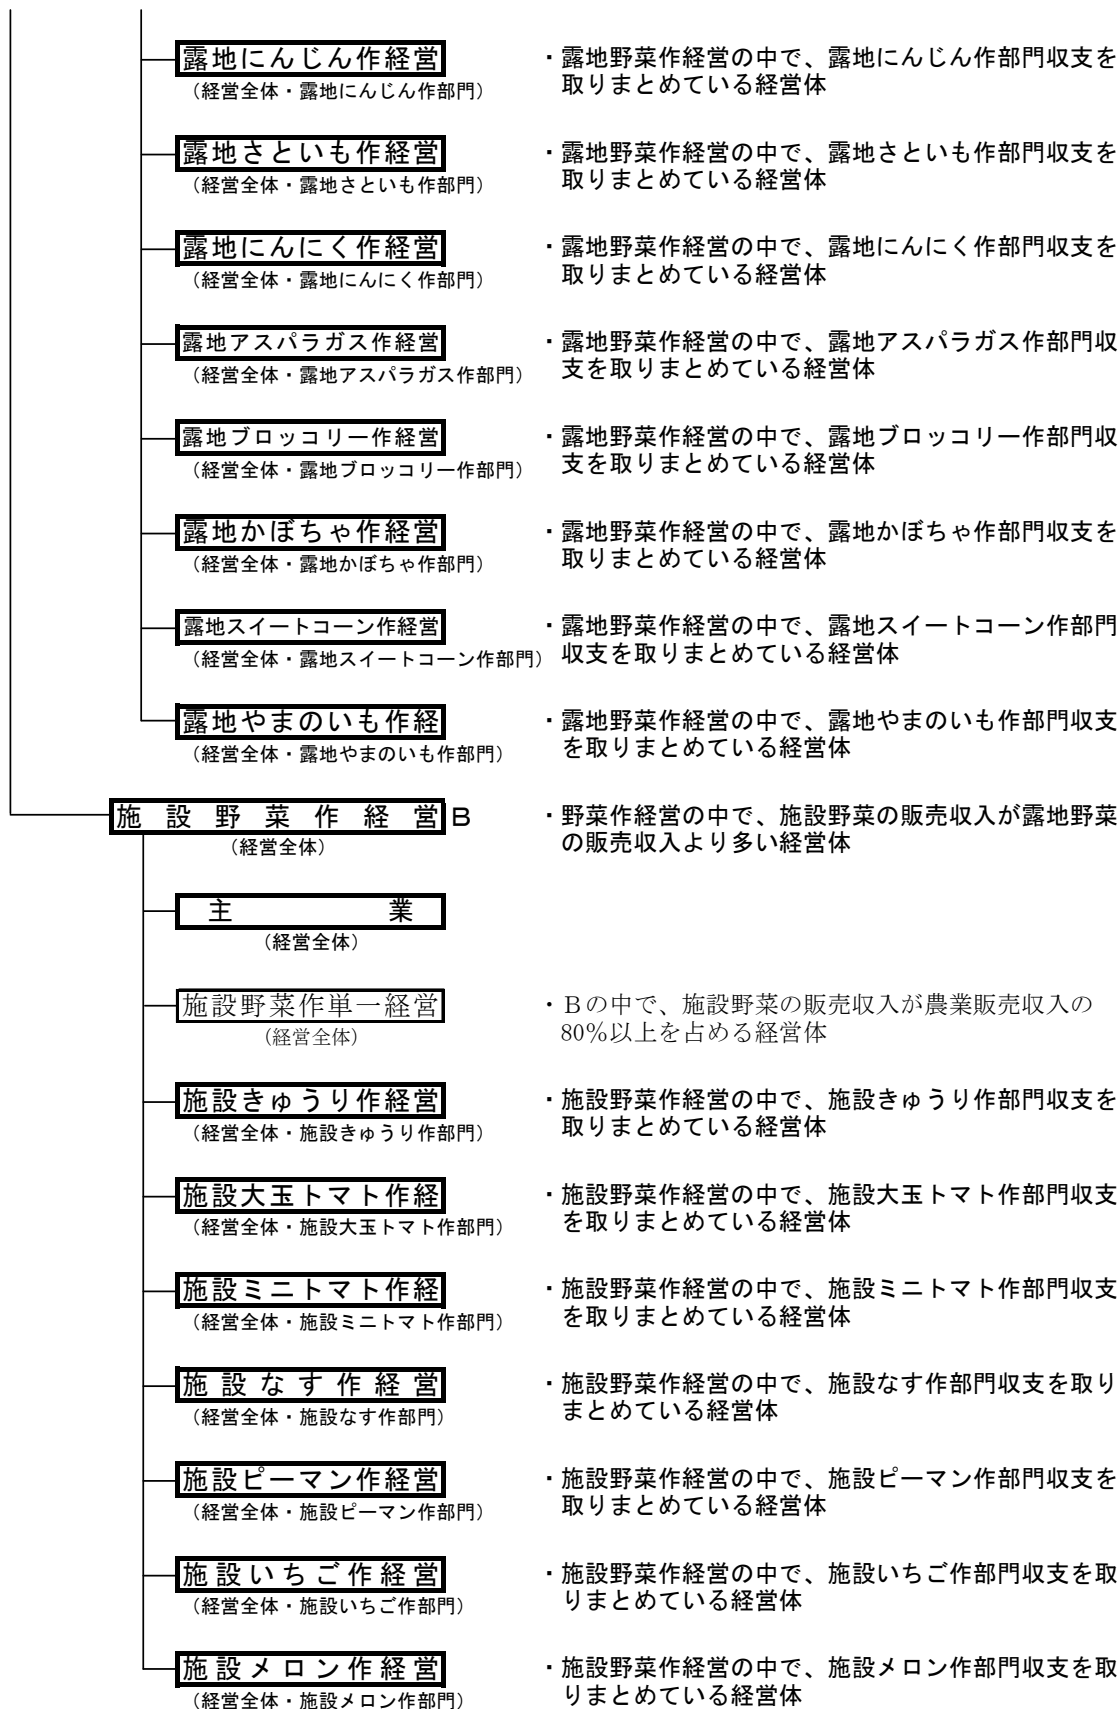 露地にんじん作経営
（経営全体・露地にんじん作部門）
・露地野菜作経営の中で、露地にんじん作部門収支を
取りまとめている経営体
露地さといも作経営
（経営全体・露地さといも作部門）
・露地野菜作経営の中で、露地さといも作部門収支を
取りまとめている経営体
露地にんにく作経営
（経営全体・露地にんにく作部門）
・露地野菜作経営の中で、露地にんにく作部門収支を
取りまとめている経営体
露地アスパラガス作経営
（経営全体・露地アスパラガス作部門）
・露地野菜作経営の中で、露地アスパラガス作部門収
支を取りまとめている経営体
露地ブロッコリー作経営
（経営全体・露地ブロッコリー作部門）
・露地野菜作経営の中で、露地ブロッコリー作部門収
支を取りまとめている経営体
露地かぼちゃ作経営
（経営全体・露地かぼちゃ作部門）
・露地野菜作経営の中で、露地かぼちゃ作部門収支を
取りまとめている経営体
露地スイートコーン作経営
（経営全体・露地スイートコーン作部門）
・露地野菜作経営の中で、露地スイートコーン作部門
収支を取りまとめている経営体
露地やまのいも作経
（経営全体・露地やまのいも作部門）
・露地野菜作経営の中で、露地やまのいも作部門収支
を取りまとめている経営体
施設野菜作経営Ｂ
（経営全体）
・野菜作経営の中で、施設野菜の販売収入が露地野菜
の販売収入より多い経営体
主業
（経営全体）
施設野菜作単一経営
（経営全体）
・Ｂの中で、施設野菜の販売収入が農業販売収入の
80％以上を占める経営体
施設きゅうり作経営
（経営全体・施設きゅうり作部門）
・施設野菜作経営の中で、施設きゅうり作部門収支を
取りまとめている経営体
施設大玉トマト作経
（経営全体・施設大玉トマト作部門）
・施設野菜作経営の中で、施設大玉トマト作部門収支
を取りまとめている経営体
施設ミニトマト作経
（経営全体・施設ミニトマト作部門）
・施設野菜作経営の中で、施設ミニトマト作部門収支
を取りまとめている経営体
施設なす作経営
（経営全体・施設なす作部門）
・施設野菜作経営の中で、施設なす作部門収支を取り
まとめている経営体
施設ピーマン作経営
（経営全体・施設ピーマン作部門）
・施設野菜作経営の中で、施設ピーマン作部門収支を
取りまとめている経営体
施設いちご作経営
（経営全体・施設いちご作部門）
・施設野菜作経営の中で、施設いちご作部門収支を取
りまとめている経営体
施設メロン作経営
（経営全体・施設メロン作部門）
・施設野菜作経営の中で、施設メロン作部門収支を取
りまとめている経営体